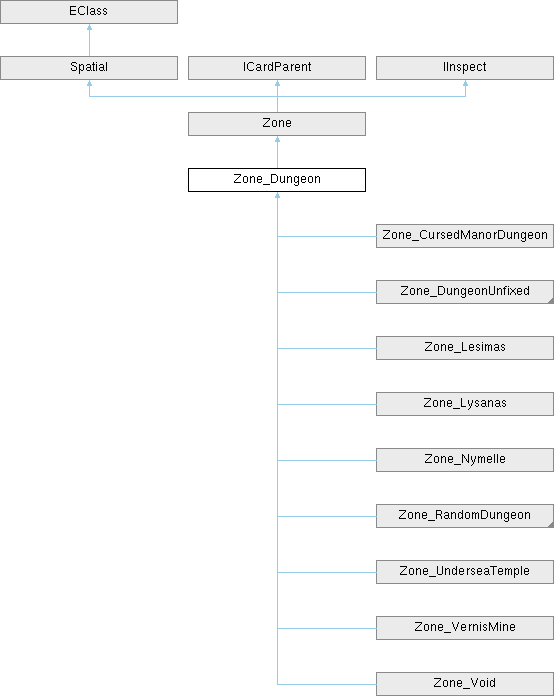 EClass
Spatial
ICardParent
IInspect
Zone
Zone_Dungeon
Zone_CursedManorDungeon
Zone_DungeonUnfixed
Zone_Lesimas
Zone_Lysanas
Zone_Nymelle
Zone_RandomDungeon
Zone_UnderseaTemple
Zone_VernisMine
Zone_Void